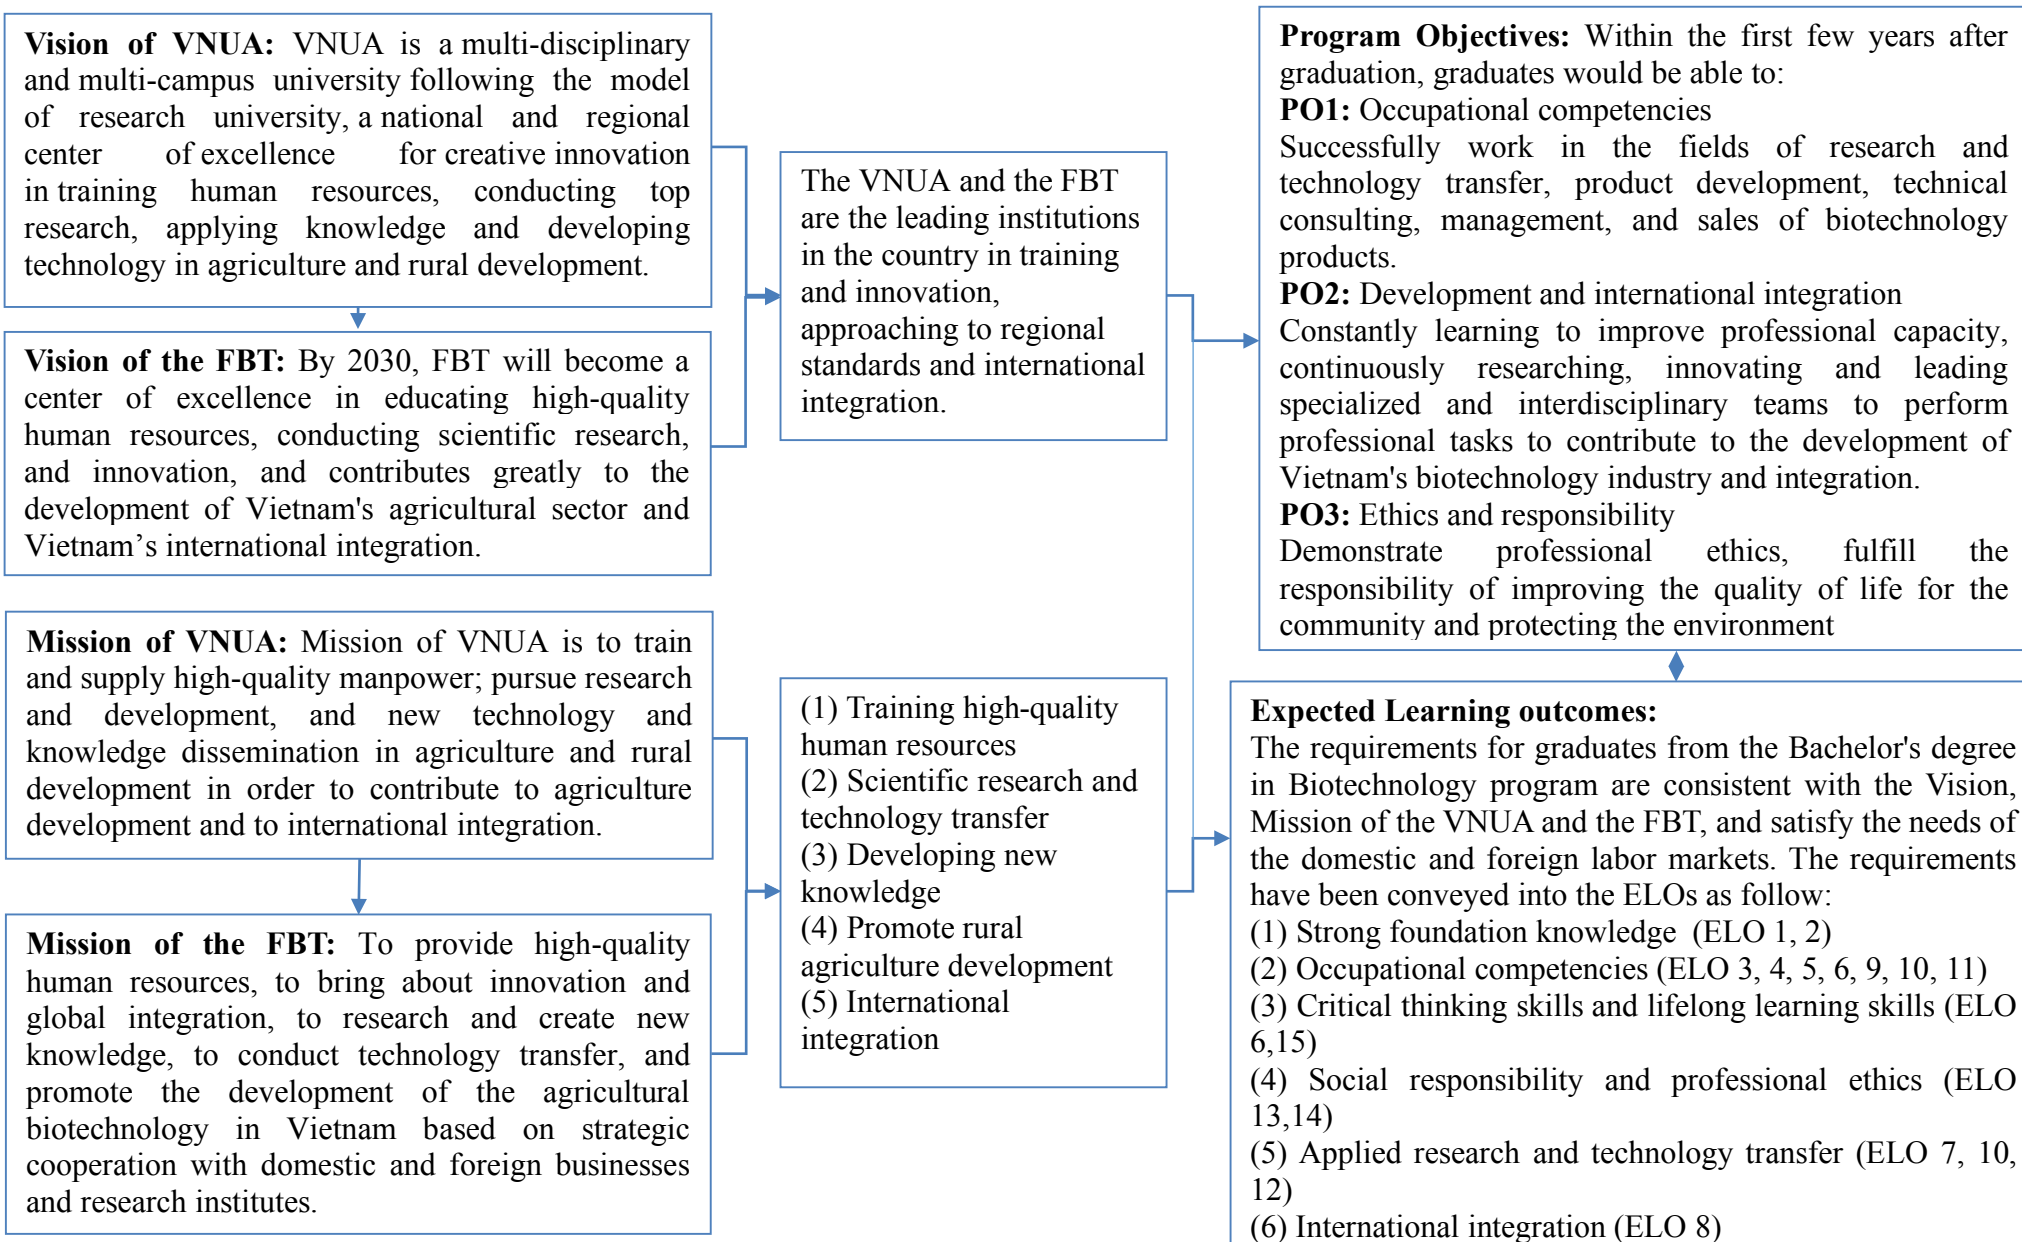 Vision of VNUA: VNUA is a multi-disciplinary
and multi-campus university following the model
of research university, a national and regional
center of excellence for creative innovation
in training human resources, conducting top
research, applying knowledge and developing
technology in agriculture and rural development.
Vision of the FBT: By 2030, FBT will become a
center of excellence in educating high-quality
human resources, conducting scientific research,
and innovation, and contributes greatly to the
development of Vietnam's agricultural sector and
Vietnam’s international integration.
Mission of VNUA: Mission of VNUA is to train
and supply high-quality manpower; pursue research
and development, and new technology and
knowledge dissemination in agriculture and rural
development in order to contribute to agriculture
development and to international integration.
Mission of the FBT: To provide high-quality
human resources, to bring about innovation and
global integration, to research and create new
knowledge, to conduct technology transfer, and
promote the development of the agricultural
biotechnology in Vietnam based on strategic
cooperation with domestic and foreign businesses
and research institutes.
The VNUA and the FBT
are the leading institutions
in the country in training
and innovation,
approaching to regional
standards and international
integration.
(1) Training high-quality
human resources
(2) Scientific research and
technology transfer
(3) Developing new
knowledge
(4) Promote rural
agriculture development
(5) International
integration
Program Objectives: Within the first few years after
graduation, graduates would be able to:
PO1: Occupational competencies
Successfully work in the fields of research and
technology transfer, product development, technical
consulting, management, and sales of biotechnology
products.
PO2: Development and international integration
Constantly learning to improve professional capacity,
continuously researching, innovating and leading
specialized and interdisciplinary teams to perform
professional tasks to contribute to the development of
Vietnam's biotechnology industry and integration.
PO3: Ethics and responsibility
Demonstrate professional ethics, fulfill the
responsibility of improving the quality of life for the
community and protecting the environment
Expected Learning outcomes:
The requirements for graduates from the Bachelor's degree
in Biotechnology program are consistent with the Vision,
Mission of the VNUA and the FBT, and satisfy the needs of
the domestic and foreign labor markets. The requirements
have been conveyed into the ELOs as follow:
(1) Strong foundation knowledge (ELO 1, 2)
(2) Occupational competencies (ELO 3, 4, 5, 6, 9, 10, 11)
(3) Critical thinking skills and lifelong learning skills (ELO
6,15)
(4) Social responsibility and professional ethics (ELO
13,14)
(5) Applied research and technology transfer (ELO 7, 10,
12)
(6) International integration (ELO 8)